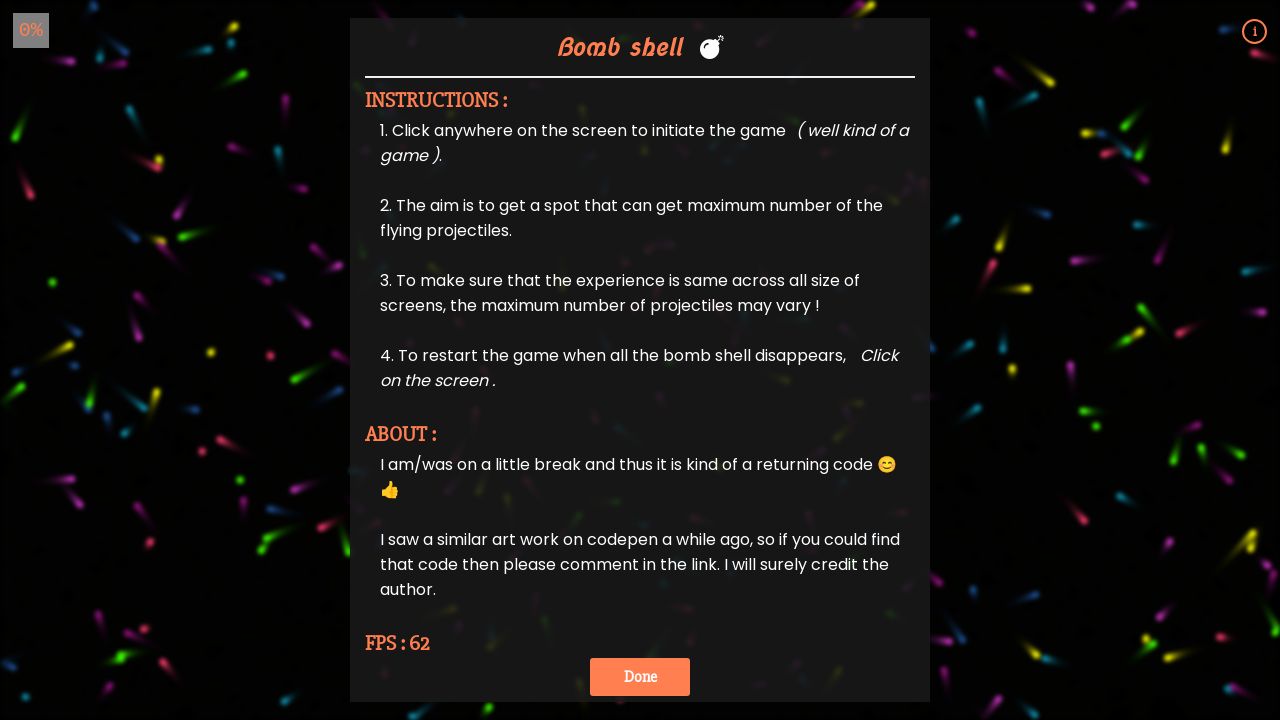 0%
Bomb shell 💣
i
INSTRUCTIONS :
1. Click anywhere on the screen to initiate the game ( well kind of a
game ).
2. The aim is to get a spot that can get maximum number of the
flying projectiles.
3. To make sure that the experience is same across all size of
screens, the maximum number of projectiles may vary !
4. To restart the game when all the bomb shell disappears, Click
on the screen .
ABOUT :
I am/was on a little break and thus it is kind of a returning code 😊
👍
I saw a similar art work on codepen a while ago, so if you could find
that code then please comment in the link. I will surely credit the
author.
FPS : 62
Done